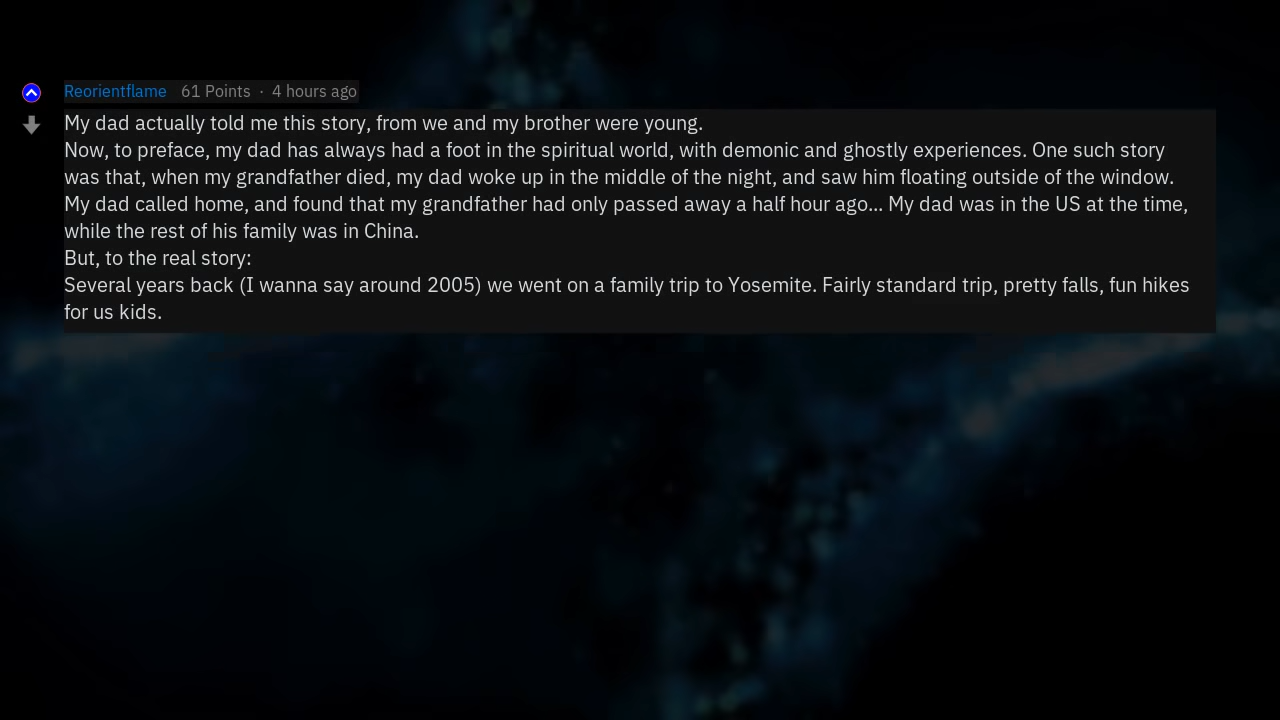 Reorientflame 61 Points · 4 hours ago
My dad actually told me this story, from we and my brother were young.
Now, to preface, my dad has always had a foot in the spiritual world, with demonic and ghostly experiences. One such story
was that, when my grandfather died, my dad woke up in the middle of the night, and saw him floating outside of the window.
My dad called home, and found that my grandfather had only passed away a half hour ago... My dad was in the US at the time,
while the rest of his family was in China.
But, to the real story:
Several years back (I wanna say around 2005) we went on a family trip to Yosemite. Fairly standard trip, pretty falls, fun hikes
for us kids.